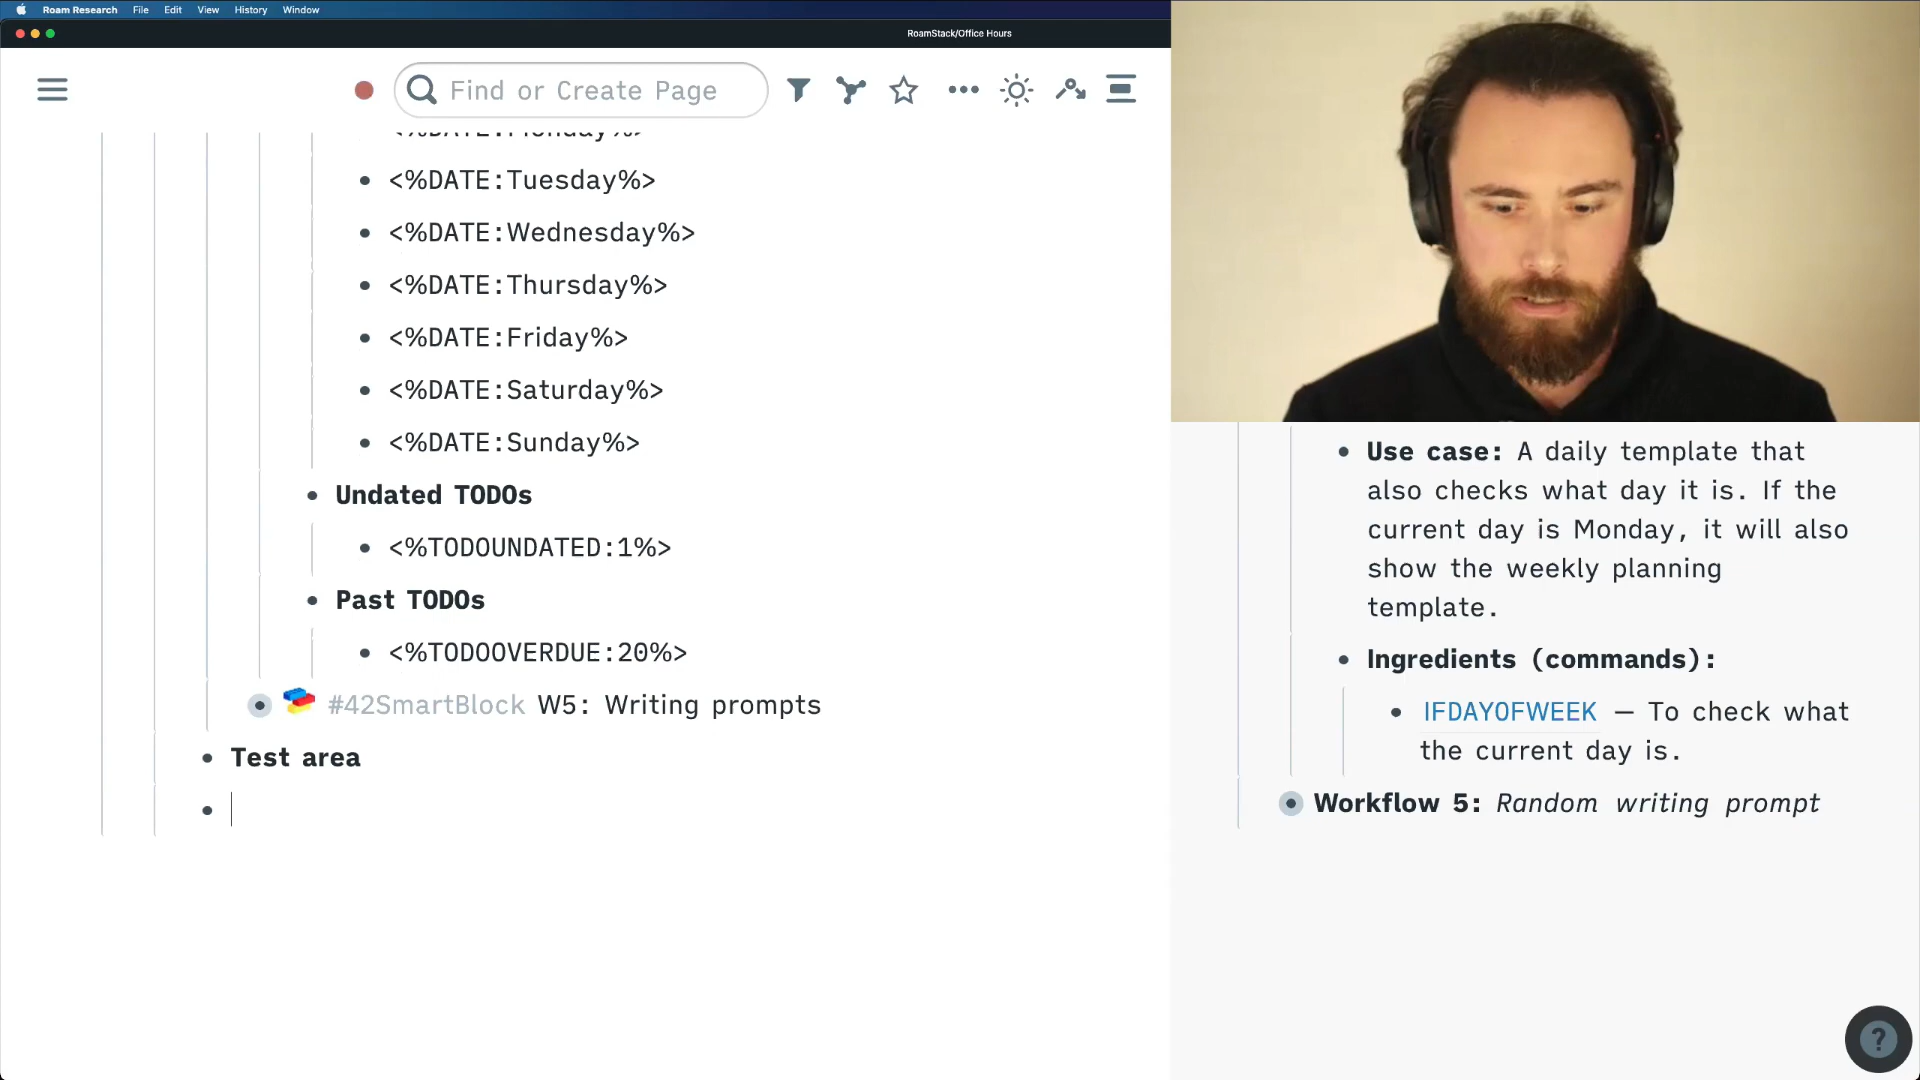 Roam Research File Edit View History Window
RoamStack/Office Hours
Find or Create Page
<%DATE:Monday%>
<%DATE:Tuesday%>
<%DATE:Wednesday%>
<%DATE:Thursday%>
<%DATE:Friday%>
<%DATE:Saturday%>
<%DATE:Sunday%>
Undated TODOs
<%TODOUNDATED:1%>
Past TODOs
<%TODOOVERDUE:20%>
#42SmartBlock W5: Writing prompts
Test area
Use case: A daily template that
also checks what day it is. If the
current day is Monday, it will also
show the weekly planning
template.
Ingredients (commands):
IFDAYOFWEEK — To check what
the current day is.
Workflow 5: Random writing prompt
?